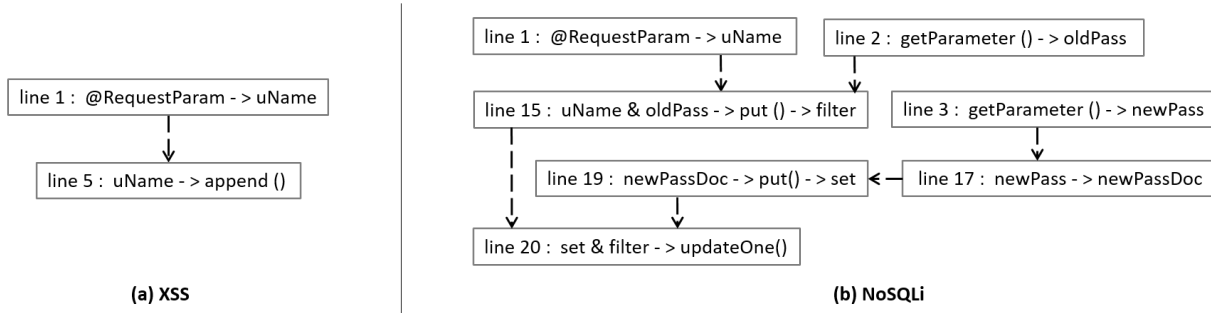 line 1 : @RequestParam - > uName
line 5 : uName - > append ()
(a) XSS
line 1 : @RequestParam - > uName
line 2 : getParameter () - > oldPass
line 15 : uName & oldPass - > put () - > filter
line 3 : getParameter () - > newPass
line 19 : newPassDoc - > put() - > set
line 17 : newPass - > newPassDoc
line 20 : set & filter - > updateOne()
(b) NoSQLi